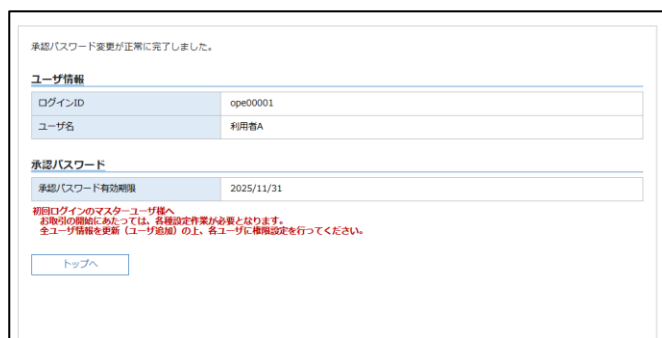 承認パスワード変更が正常に完了しました。
ユーザ情報
ログインID ope00001
ユーザ名 利用者A
承認パスワード
承認パスワード有効期限 2025/11/31
初回ログインのマスターユーザ様へ
お取引の開始にあたっては、各種設定作業が必要となります。
全ユーザ情報を更新（ユーザ追加）の上、各ユーザに権限設定を行ってください。
トップへ